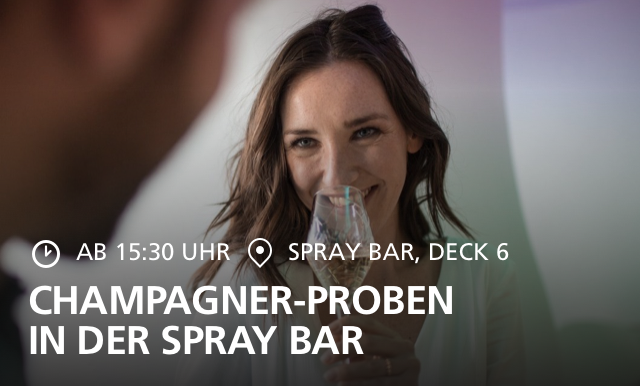 AB 15:30 UHR SPRAY BAR, DECK 6
CHAMPAGNER-PROBEN
IN DER SPRAY BAR